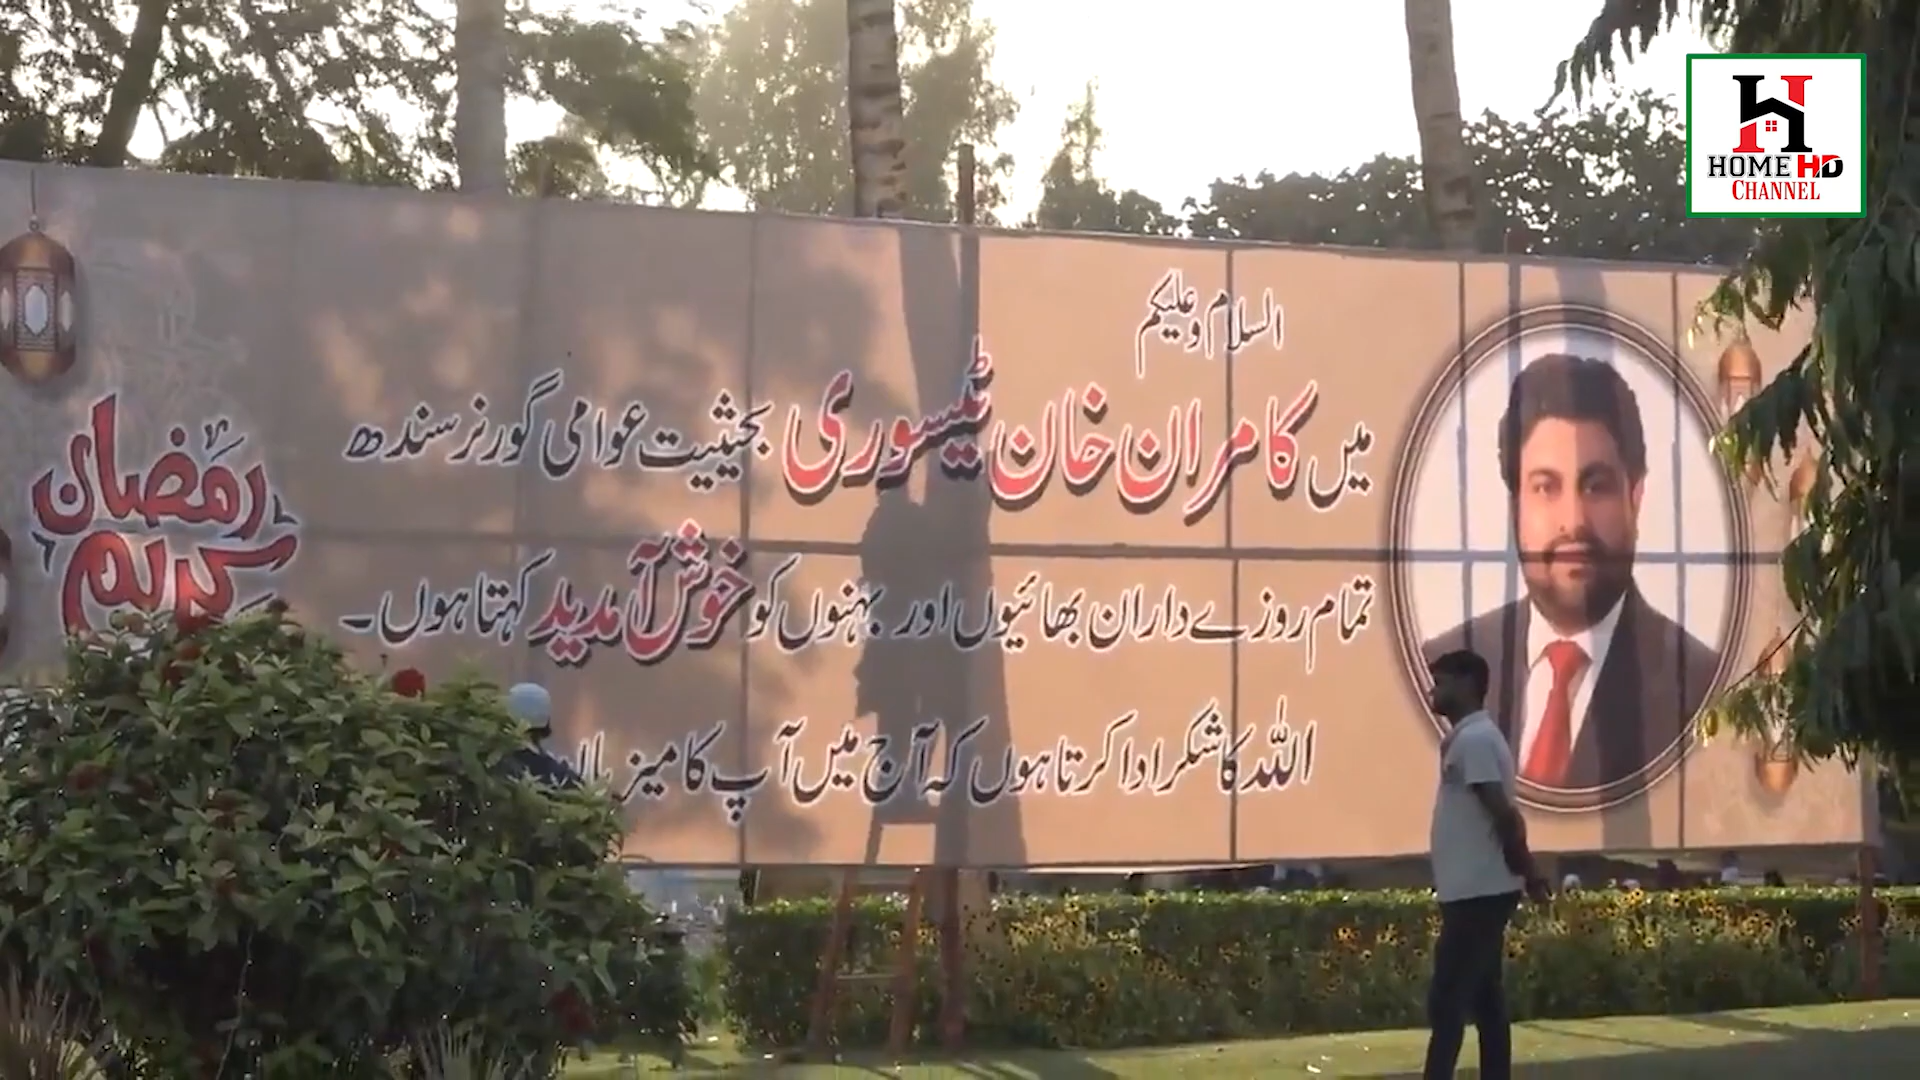 السلام وعلیکم
میں کامران خان ٹیسوری بحیثیت عوامی گورنر سندھ
تمام روزے داران بھائیوں اور بہنوں کو خوش آمدید کہتا ہوں۔
اللہ کا شکر ادا کرتا ہوں کہ آج میں آپ کا
رمضان
کریم
HOME HD
CHANNEL